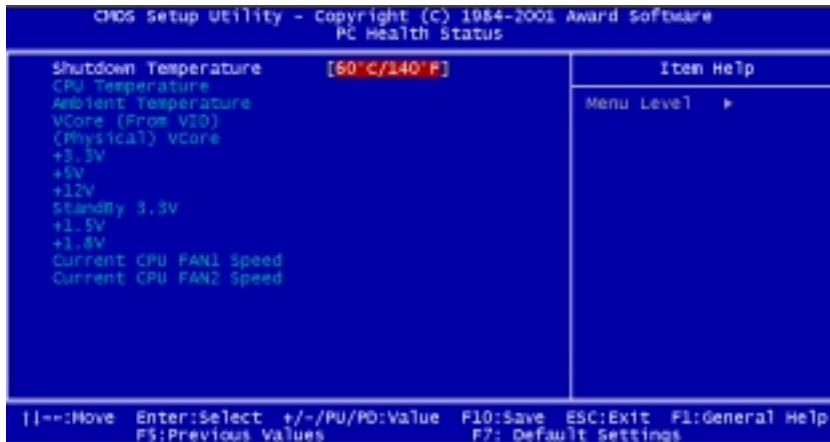 CMOS Setup Utility - Copyright (C) 1984-2001 Award Software
PC Health Status
Shutdown Temperature [60°C/140°F]
CPU Temperature
Ambient Temperature
VCore (From VID)
(Physical) VCore
+3.3V
+5V
+12V
StandBy 3.3V
+1.5V
+1.8V
Current CPU FAN1 Speed
Current CPU FAN2 Speed
Item Help
Menu Level ►
↑↓←→:Move Enter:Select +/-/PU/PD:Value F10:Save ESC:Exit F1:General Help
F5:Previous Values F7: Default Settings